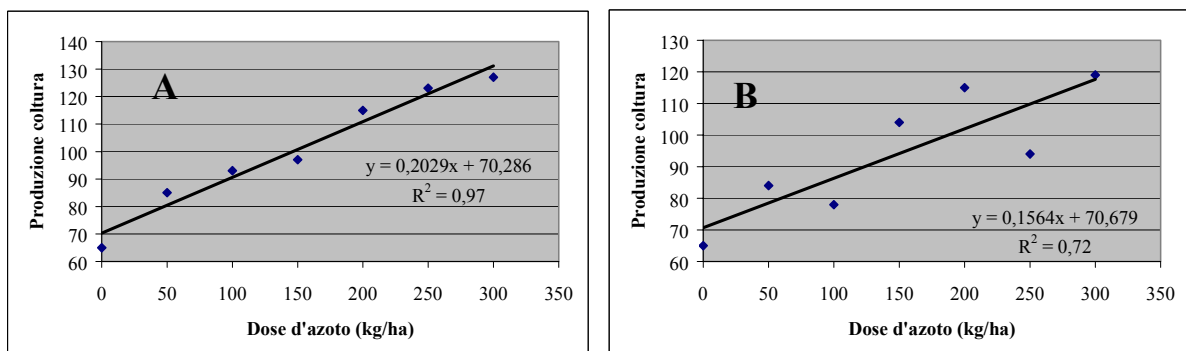 A
Produzione coltura
140
130
120
110
100
90
80
70
60
y = 0,2029x + 70,286
R² = 0,97
0 50 100 150 200 250 300 350
Dose d'azoto (kg/ha)
B
Produzione coltura
130
120
110
100
90
80
70
60
y = 0,1564x + 70,679
R² = 0,72
0 50 100 150 200 250 300 350
Dose d'azoto (kg/ha)